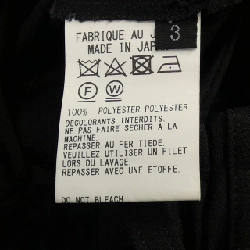 FABRIQUE AU J
MADE IN JAPA
3
F W
100% POLYESTER POLYESTER
DECOLORANTS INTERDITS.
NE PAS FAIRE SECHER A LA
MACHINE.
REPASSER AU FER TIEDE.
VEUILLEZ UTILISER UN FILET
LORS DU LAVAGE.
REPASSER AVEC UNE ETOFFE.
DO NOT BLEACH